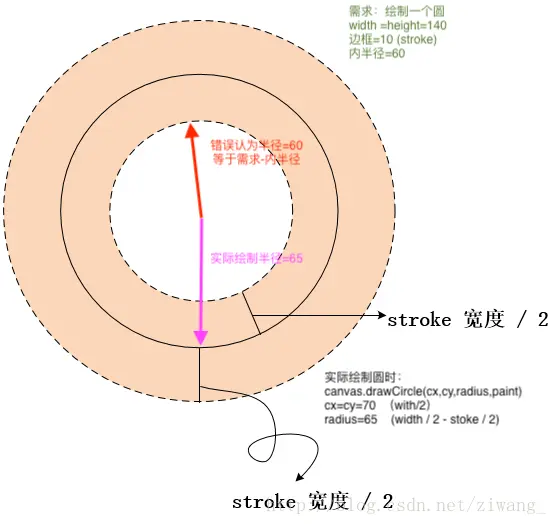 需求：绘制一个圆
width =height=140
边框=10 (stroke)
内半径=60
错误认为半径=60
等于需求-内半径
实际绘制半径=65
stroke 宽度 / 2
实际绘制圆时：
canvas.drawCircle(cx,cy,radius,paint)
cx=cy=70 （with/2）
radius=65 （width / 2 - stoke / 2）
stroke 宽度 / 2
http://blog.csdn.net/ziwang_